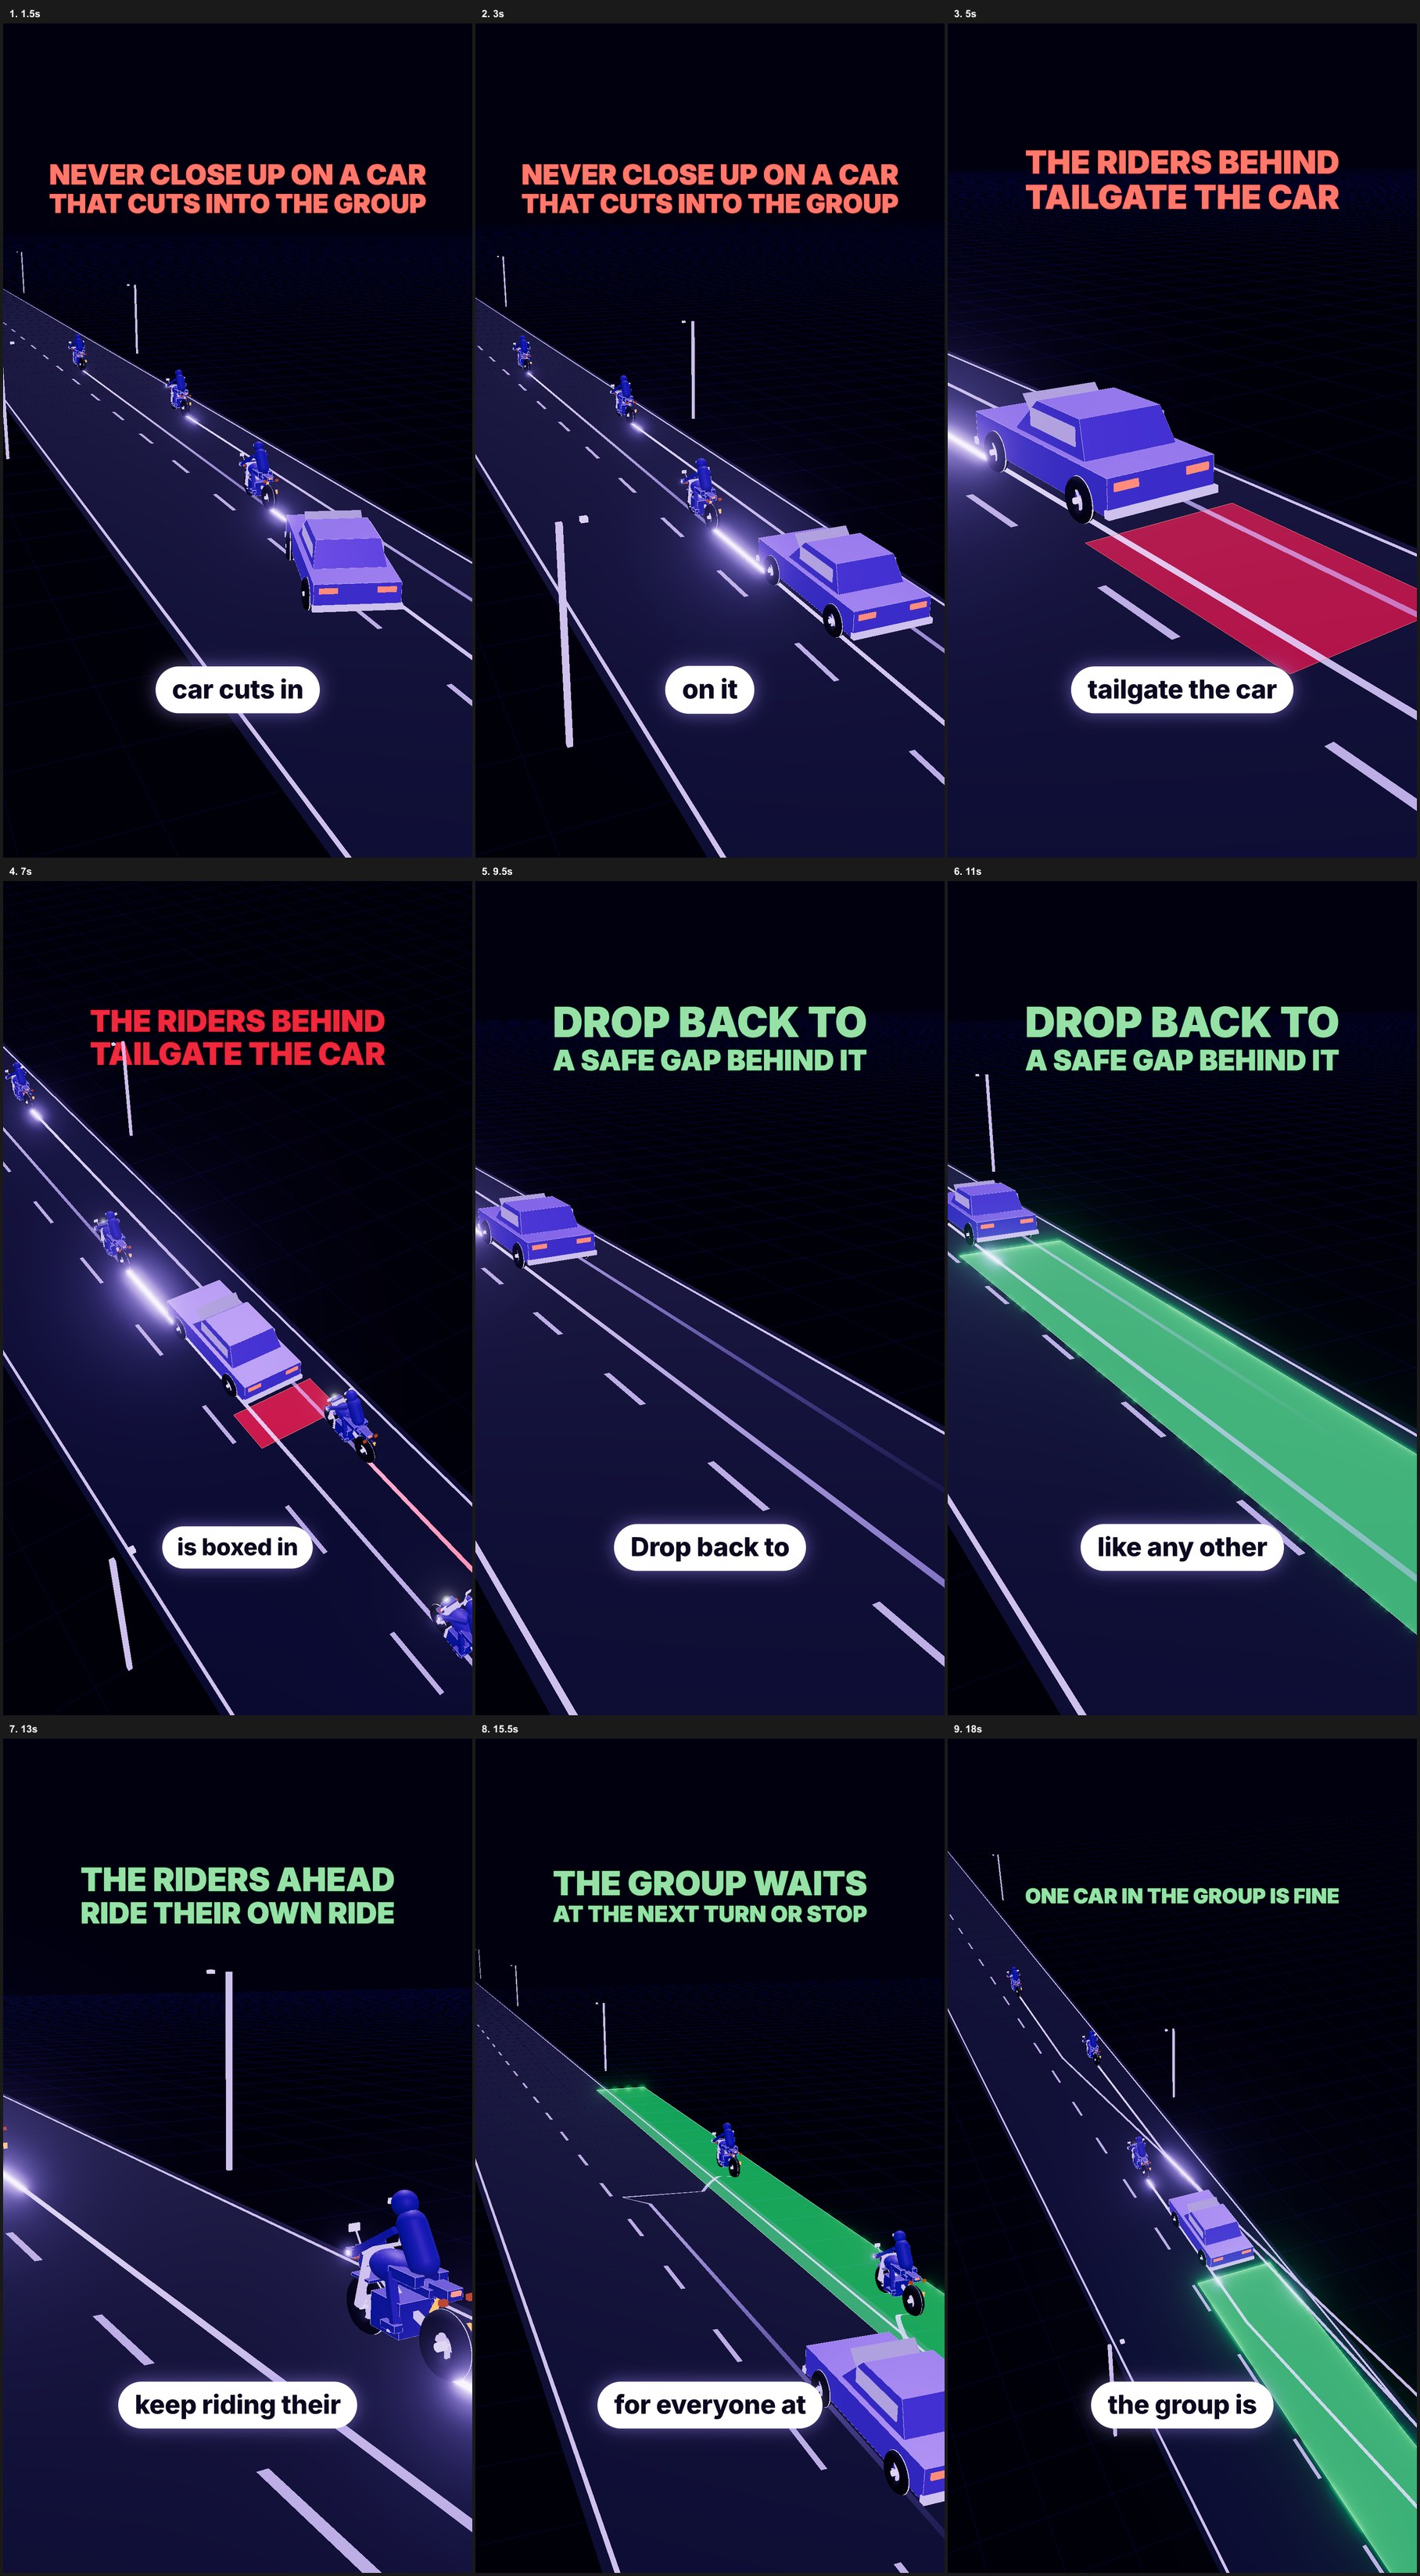 1. 1.5s
NEVER CLOSE UP ON A CAR
THAT CUTS INTO THE GROUP
car cuts in
2. 3s
NEVER CLOSE UP ON A CAR
THAT CUTS INTO THE GROUP
on it
3. 5s
THE RIDERS BEHIND
TAILGATE THE CAR
tailgate the car
4. 7s
THE RIDERS BEHIND
TAILGATE THE CAR
is boxed in
5. 9.5s
DROP BACK TO
A SAFE GAP BEHIND IT
Drop back to
6. 11s
DROP BACK TO
A SAFE GAP BEHIND IT
like any other
7. 13s
THE RIDERS AHEAD
RIDE THEIR OWN RIDE
keep riding their
8. 15.5s
THE GROUP WAITS
AT THE NEXT TURN OR STOP
for everyone at
9. 18s
ONE CAR IN THE GROUP IS FINE
the group is